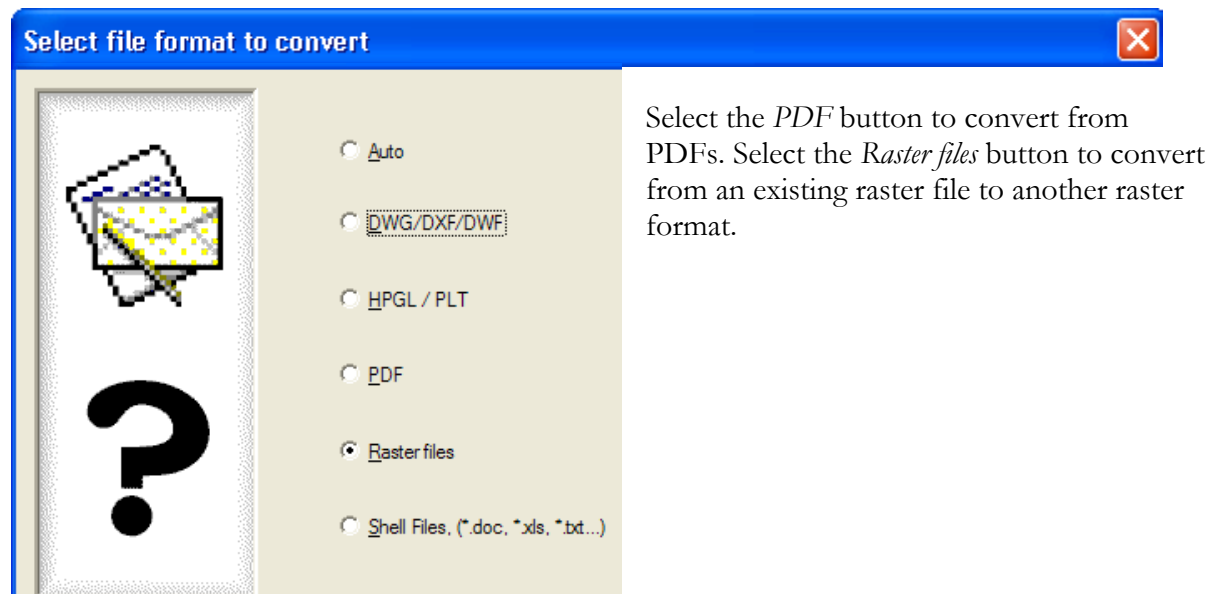 Select file format to convert
Auto
DWG/DXF/DWF
HPGL / PLT
PDF
Raster files
Shell Files, (*.doc, *.xls, *.txt...)
Select the PDF button to convert from
PDFs. Select the Raster files button to convert
from an existing raster file to another raster
format.